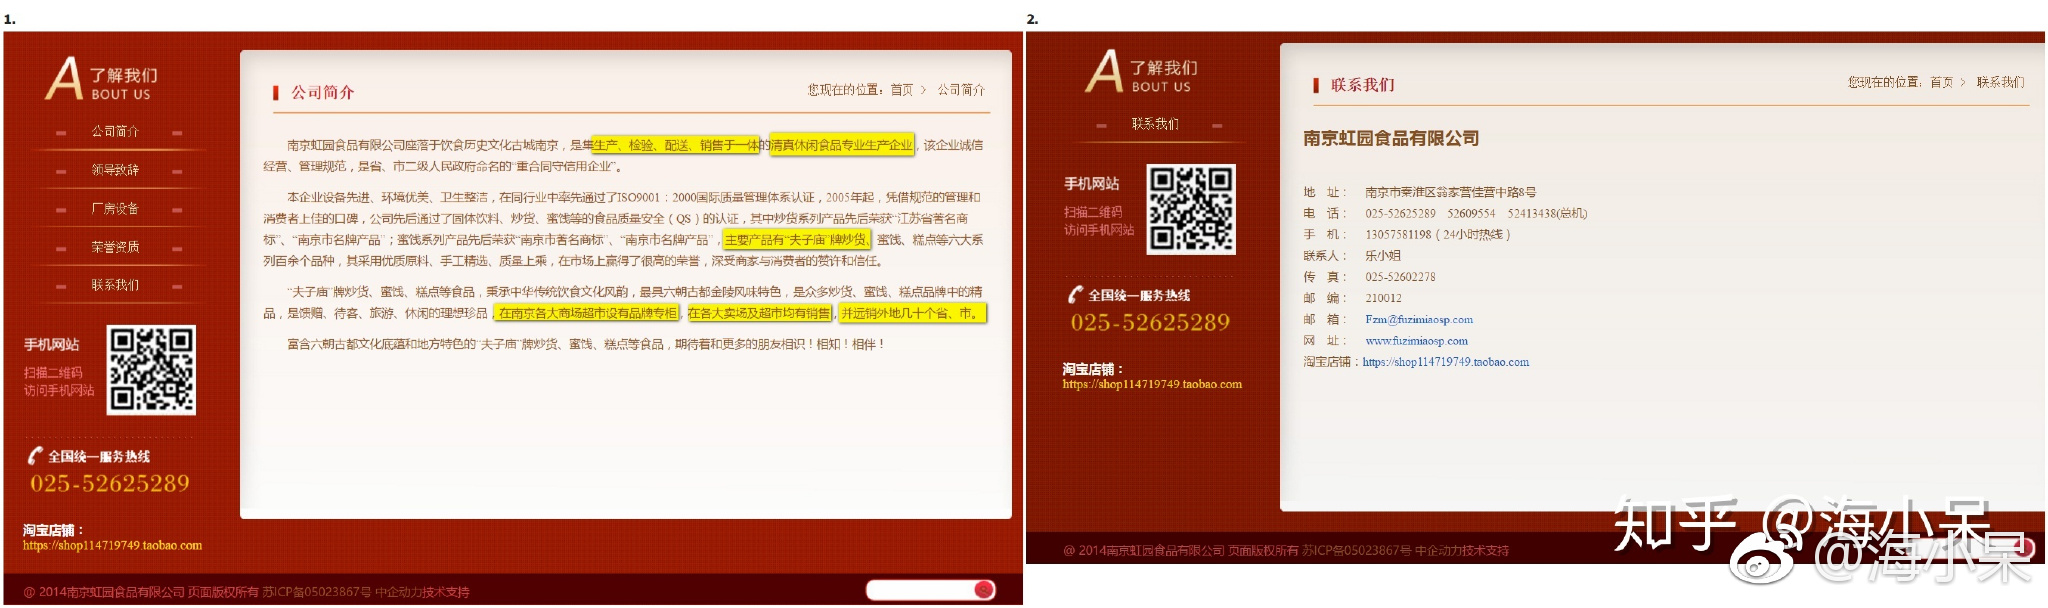 1.
A 了解我们
BOUT US
公司简介
领导致辞
厂房设备
荣誉资质
联系我们
手机网站
扫描二维码
访问手机网站
全国统一服务热线
025-52625289
淘宝店铺：
https://shop114719749.taobao.com
公司简介
您现在的位置：首页 > 公司简介
南京虹园食品有限公司座落于饮食历史文化古城南京，是集生产、检验、配送、销售于一体的清真休闲食品专业生产企业，该企业诚信
经营、管理规范，是省、市二级人民政府命名的“重合同守信用企业”。
本企业设备先进、环境优美、卫生整洁，在同行业中率先通过了ISO9001：2000国际质量管理体系认证，2005年起，凭借规范的管理和
消费者上佳的口碑，公司先后通过了固体饮料、炒货、蜜饯等的食品质量安全（QS）的认证，其中炒货系列产品先后荣获“江苏省著名商
标”、“南京市名牌产品”；蜜饯系列产品先后荣获“南京市著名商标”、“南京市名牌产品”，主要产品有“夫子庙”牌炒货、蜜饯、糕点等六大系
列百余个品种，其采用优质原料、手工精选、质量上乘，在市场上赢得了很高的荣誉，深受商家与消费者的赞许和信任。
“夫子庙”牌炒货、蜜饯、糕点等食品，秉承中华传统饮食文化风韵，最具六朝古都金陵风味特色，是众多炒货、蜜饯、糕点品牌中的精
品，是馈赠、待客、旅游、休闲的理想珍品，在南京各大商场超市设有品牌专柜，在各大卖场及超市均有销售，并远销外地几十个省、市。
富含六朝古都文化底蕴和地方特色的“夫子庙”牌炒货、蜜饯、糕点等食品，期待着和更多的朋友相识！相知！相伴！
@ 2014南京虹园食品有限公司 页面版权所有 苏ICP备05023867号 中企动力技术支持
2.
A 了解我们
BOUT US
联系我们
手机网站
扫描二维码
访问手机网站
全国统一服务热线
025-52625289
淘宝店铺：
https://shop114719749.taobao.com
联系我们
您现在的位置：首页 > 联系我们
南京虹园食品有限公司
地 址： 南京市秦淮区翁家营佳营中路8号
电 话： 025-52625289 52609554 52413438(总机)
手 机： 13057581198（24小时热线）
联系人： 乐小姐
传 真： 025-52602278
邮 编： 210012
邮 箱： Fzm@fuzimiaosp.com
网 址： www.fuzimiaosp.com
淘宝店铺：https://shop114719749.taobao.com
@ 2014南京虹园食品有限公司 页面版权所有 苏ICP备05023867号 中企动力技术支持
知乎 @海小呆
@海小呆